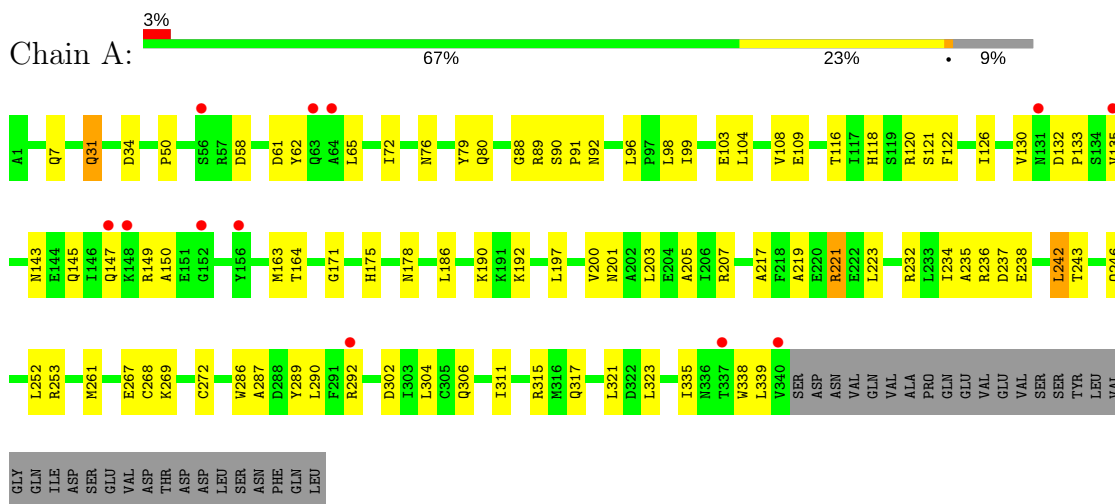 3%
Chain A:
67% 23% • 9%
A1 Q7 Q31 D34 P50 S56 R57 D58 D61 Y62 Q63 A64 L65 I72 N76 Y79 Q80 G88 R89 S90 P91 N92 L96 P97 L98 I99 E103 L104 V108 E109 T116 I117 H118 S119 R120 S121 F122 I126 V130 N131 D132 P133 S134 V135
N143 E144 Q145 I146 Q147 K148 R149 A150 E151 G152 Y156 M163 T164 G171 H175 N178 L186 K190 K191 K192 L197 V200 N201 A202 L203 E204 A205 I206 R207 A217 F218 A219 E220 R221 E222 L223 R232 L233 I234 A235 R236 D237 E238 L242 T243
L252 R253 M261 E267 C268 K269 C272 W286 A287 D288 Y289 L290 F291 R292 D302 I303 L304 C305 Q306 I311 R315 M316 Q317 L321 D322 L323 I335 N336 T337 W338 L339 V340 SER ASP ASN VAL GLN VAL ALA PRO GLN GLU VAL GLU VAL SER SER TYR LEU VAL
GLY GLN ILE ASP SER GLU VAL ASP THR ASP ASP LEU SER ASN PHE GLN LEU